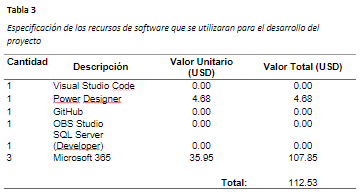 Tabla 3
Especificación de los recursos de software que se utilizaran para el desarrollo del
proyecto
Cantidad Descripción Valor Unitario (USD) Valor Total (USD)
1 Visual Studio Code 0.00 0.00
1 Power Designer 4.68 4.68
1 GitHub 0.00 0.00
1 OBS Studio 0.00 0.00
SQL Server
1 (Developer) 0.00 0.00
3 Microsoft 365 35.95 107.85
Total: 112.53